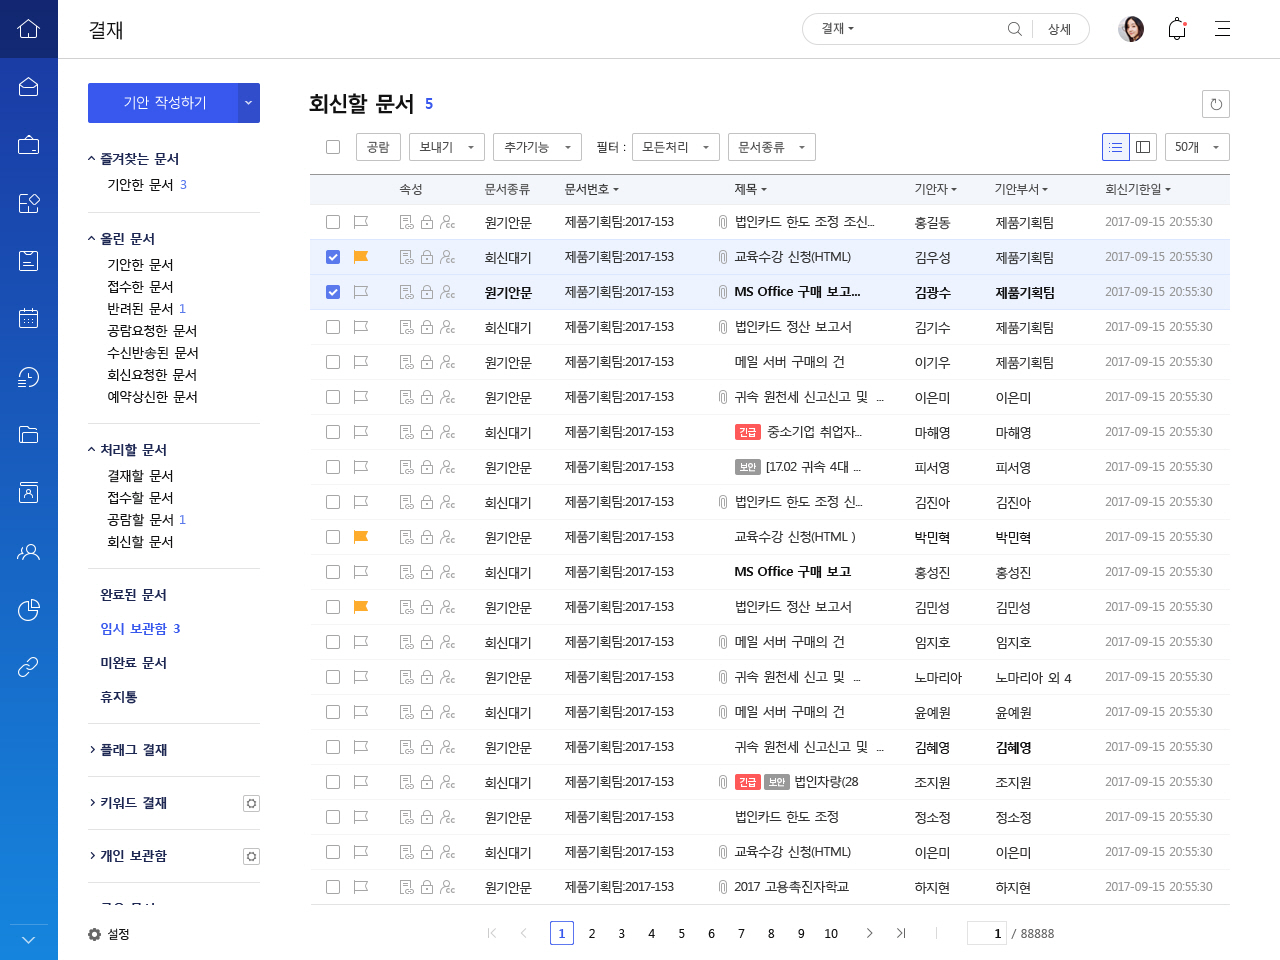 결재
결재 상세
기안 작성하기
즐겨찾는 문서
기안한 문서 3
올린 문서
기안한 문서
접수한 문서
반려된 문서 1
공람요청한 문서
수신반송된 문서
회신요청한 문서
예약상신한 문서
처리할 문서
결재할 문서
접수할 문서
공람할 문서 1
회신할 문서
완료된 문서
임시 보관함 3
미완료 문서
휴지통
플래그 결재
키워드 결재
개인 보관함
설정
회신할 문서 5
공람 보내기 추가기능 필터 : 모든처리 문서종류 50개
속성 문서종류 문서번호 제목 기안자 기안부서 회신기한일
원기안문 제품기획팀:2017-153 법인카드 한도 조정 조신... 홍길동 제품기획팀 2017-09-15 20:55:30
회신대기 제품기획팀:2017-153 교육수강 신청(HTML) 김우성 제품기획팀 2017-09-15 20:55:30
원기안문 제품기획팀:2017-153 MS Office 구매 보고... 김광수 제품기획팀 2017-09-15 20:55:30
회신대기 제품기획팀:2017-153 법인카드 정산 보고서 김기수 제품기획팀 2017-09-15 20:55:30
원기안문 제품기획팀:2017-153 메일 서버 구매의 건 이기우 제품기획팀 2017-09-15 20:55:30
원기안문 제품기획팀:2017-153 귀속 원천세 신고신고 및 ... 이은미 이은미 2017-09-15 20:55:30
회신대기 제품기획팀:2017-153 긴급 중소기업 취업자... 마해영 마해영 2017-09-15 20:55:30
원기안문 제품기획팀:2017-153 보안 [17.02 귀속 4대 ... 피서영 피서영 2017-09-15 20:55:30
회신대기 제품기획팀:2017-153 법인카드 한도 조정 신... 김진아 김진아 2017-09-15 20:55:30
원기안문 제품기획팀:2017-153 교육수강 신청(HTML ) 박민혁 박민혁 2017-09-15 20:55:30
회신대기 제품기획팀:2017-153 MS Office 구매 보고 홍성진 홍성진 2017-09-15 20:55:30
원기안문 제품기획팀:2017-153 법인카드 정산 보고서 김민성 김민성 2017-09-15 20:55:30
회신대기 제품기획팀:2017-153 메일 서버 구매의 건 임지호 임지호 2017-09-15 20:55:30
원기안문 제품기획팀:2017-153 귀속 원천세 신고 및 ... 노마리아 노마리아 외 4 2017-09-15 20:55:30
회신대기 제품기획팀:2017-153 메일 서버 구매의 건 윤예원 윤예원 2017-09-15 20:55:30
원기안문 제품기획팀:2017-153 귀속 원천세 신고신고 및 ... 김혜영 김혜영 2017-09-15 20:55:30
회신대기 제품기획팀:2017-153 긴급 보안 법인차량(28 조지원 조지원 2017-09-15 20:55:30
원기안문 제품기획팀:2017-153 법인카드 한도 조정 정소정 정소정 2017-09-15 20:55:30
회신대기 제품기획팀:2017-153 교육수강 신청(HTML) 이은미 이은미 2017-09-15 20:55:30
원기안문 제품기획팀:2017-153 2017 고용촉진자학교 하지현 하지현 2017-09-15 20:55:30
1 2 3 4 5 6 7 8 9 10 1 / 88888